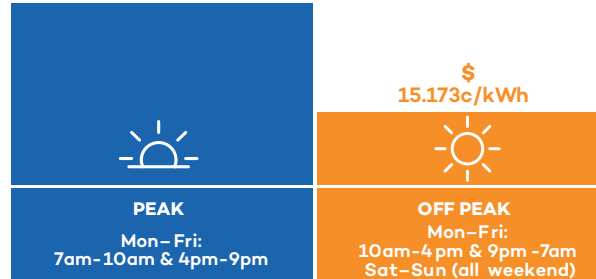 $
15.173c/kWh
PEAK
Mon–Fri:
7am-10am & 4pm-9pm
OFF PEAK
Mon–Fri:
10am-4pm & 9pm -7am
Sat–Sun (all weekend)